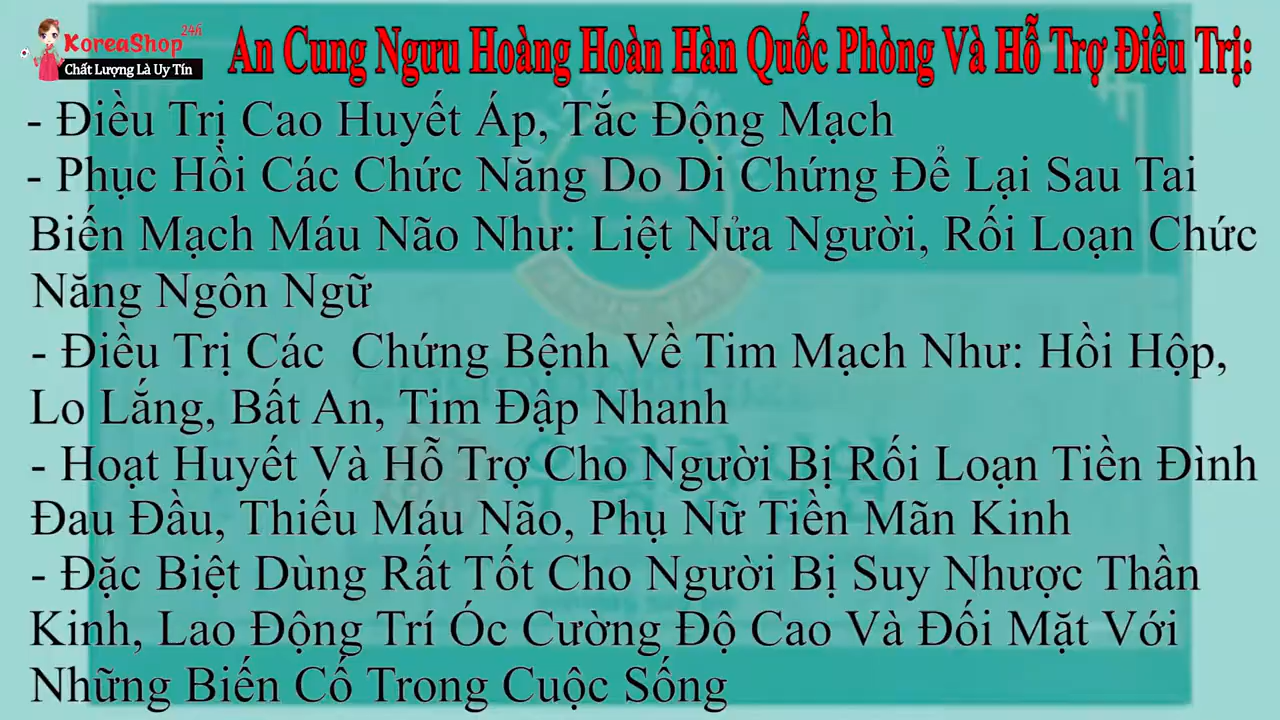 KoreaShop 24h
Chất Lượng Là Uy Tín
An Cung Ngưu Hoàng Hoàn Hàn Quốc Phòng Và Hỗ Trợ Điều Trị:
- Điều Trị Cao Huyết Áp, Tắc Động Mạch
- Phục Hồi Các Chức Năng Do Di Chứng Để Lại Sau Tai
Biến Mạch Máu Não Như: Liệt Nửa Người, Rối Loạn Chức
Năng Ngôn Ngữ
- Điều Trị Các Chứng Bệnh Về Tim Mạch Như: Hồi Hộp,
Lo Lắng, Bất An, Tim Đập Nhanh
- Hoạt Huyết Và Hỗ Trợ Cho Người Bị Rối Loạn Tiền Đình
Đau Đầu, Thiếu Máu Não, Phụ Nữ Tiền Mãn Kinh
- Đặc Biệt Dùng Rất Tốt Cho Người Bị Suy Nhược Thần
Kinh, Lao Động Trí Óc Cường Độ Cao Và Đối Mặt Với
Những Biến Cố Trong Cuộc Sống